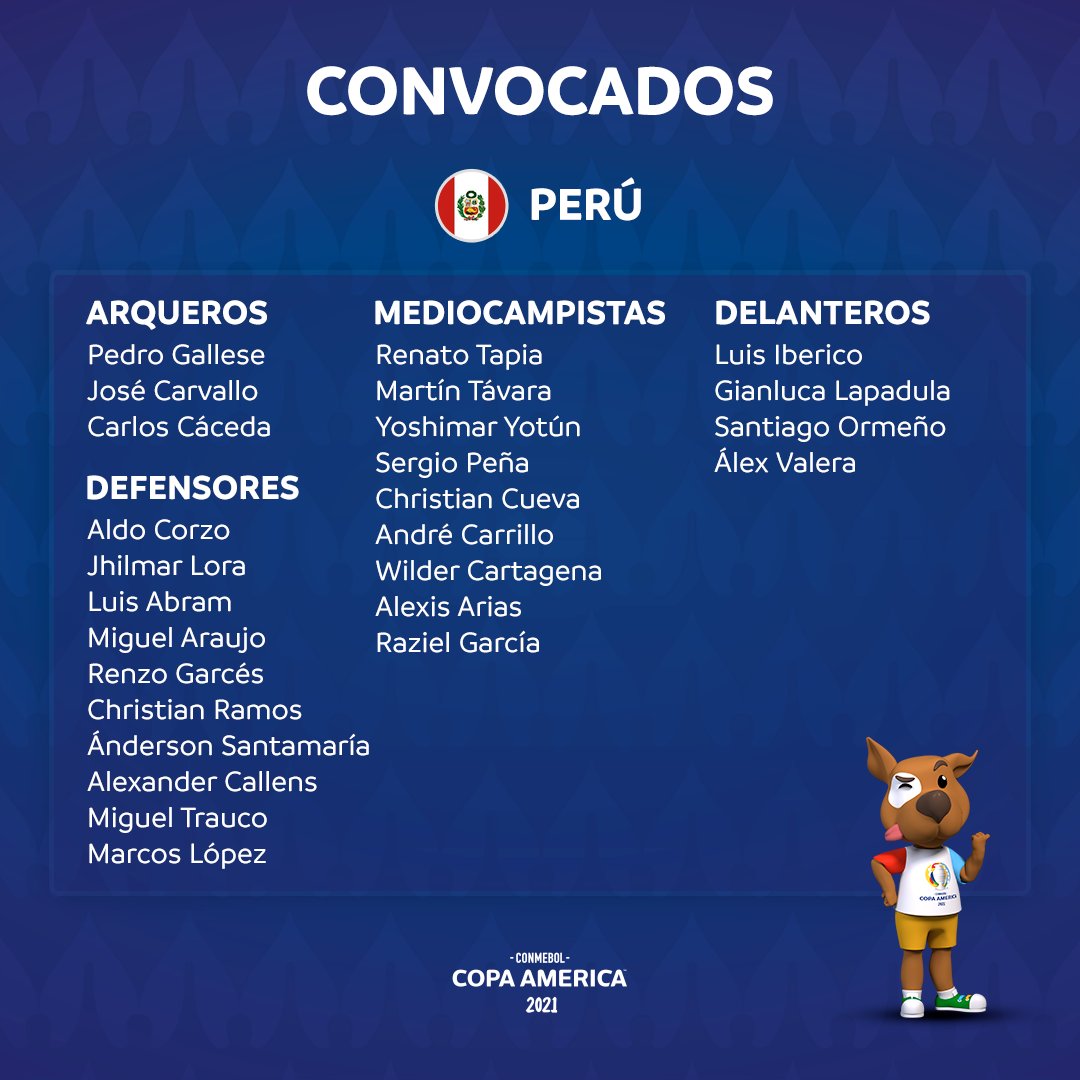 CONVOCADOS
PERÚ
ARQUEROS
Pedro Gallese
José Carvallo
Carlos Cáceda
DEFENSORES
Aldo Corzo
Jhilmar Lora
Luis Abram
Miguel Araujo
Renzo Garcés
Christian Ramos
Ánderson Santamaría
Alexander Callens
Miguel Trauco
Marcos López
MEDIOCAMPISTAS
Renato Tapia
Martín Távara
Yoshimar Yotún
Sergio Peña
Christian Cueva
André Carrillo
Wilder Cartagena
Alexis Arias
Raziel García
DELANTEROS
Luis Iberico
Gianluca Lapadula
Santiago Ormeño
Álex Valera
COPA AMERICA
2021
- CONMEBOL -
COPA AMERICA™
2021